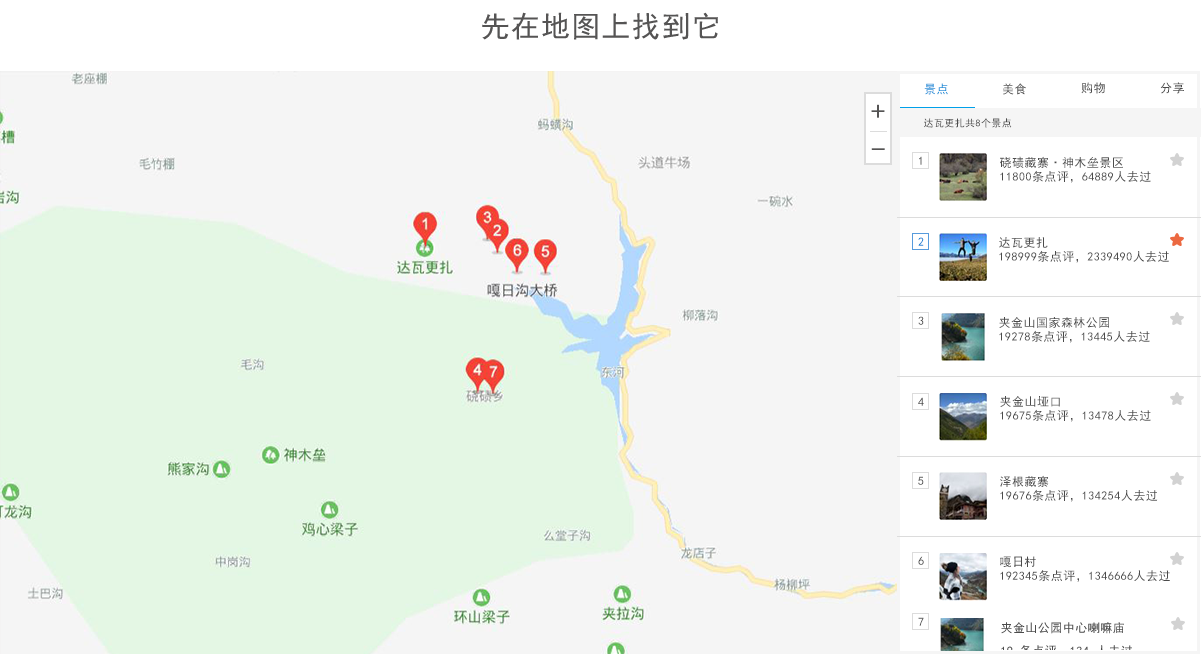 先在地图上找到它
老座棚
槽
毛竹棚
蚂蟥沟
头道牛场
一碗水
岩沟
1
3
2
6
5
达瓦更扎
嘎日沟大桥
柳落沟
毛沟
4
7
硗碛乡
东河
熊家沟
神木垒
龙沟
鸡心梁子
么堂子沟
中岗沟
龙店子
土巴沟
环山梁子
夹拉沟
杨柳坪
+
−
景点 美食 购物 分享
达瓦更扎共8个景点
1
硗碛藏寨·神木垒景区
11800条点评，64889人去过
2
达瓦更扎
198999条点评，2339490人去过
3
夹金山国家森林公园
19278条点评，13445人去过
4
夹金山垭口
19675条点评，13478人去过
5
泽根藏寨
19676条点评，134254人去过
6
嘎日村
192345条点评，1346666人去过
7
夹金山公园中心喇嘛庙